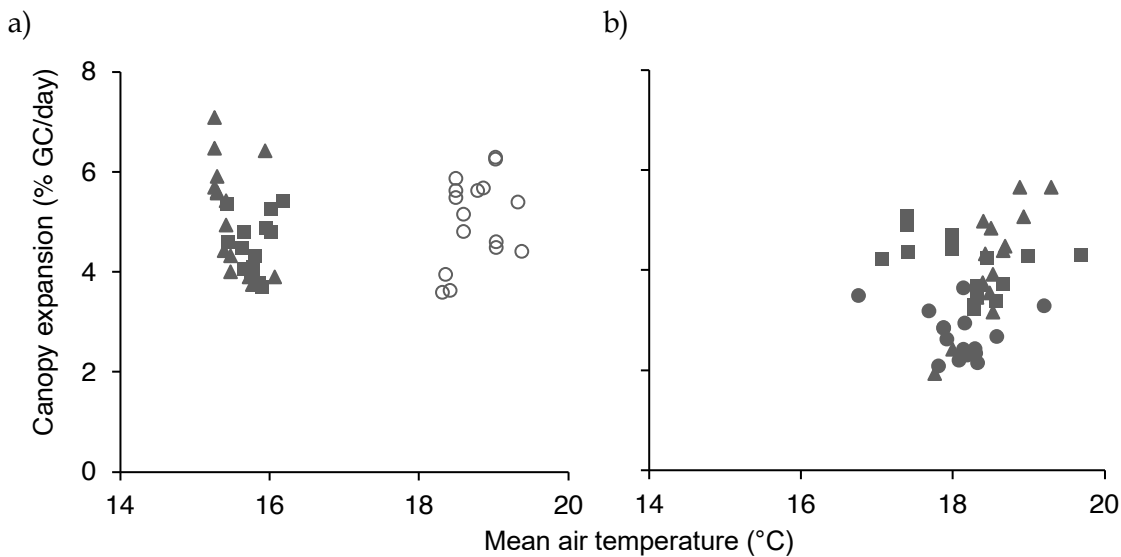 a)
b)
Canopy expansion (% GC/day)
8
6
4
2
0
14 16 18 20
14 16 18 20
Mean air temperature (°C)